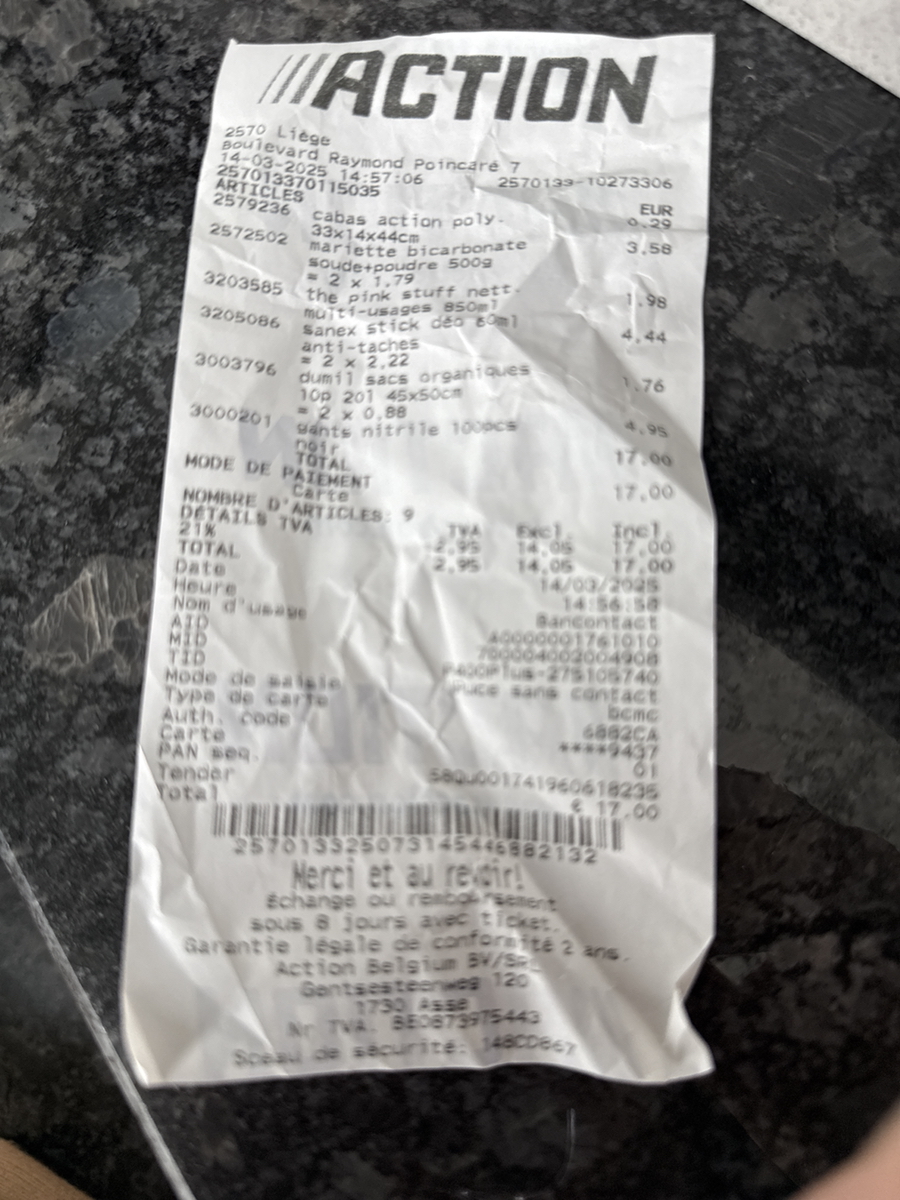 ACTION
2570 Liège
Boulevard Raymond Poincaré 7
14-03-2025 14:57:06 2570133-10273306
257013370115035
ARTICLES EUR
2579236 cabas action poly- 0.29
33x14x44cm
2572502 mariette bicarbonate 3.58
soude+poudre 500g
= 2 x 1.79
3203585 the pink stuff nett. 1.98
multi-usages 850ml
3205086 sanex stick déo 60ml 4.44
anti-taches
= 2 x 2.22
3003796 dumil sacs organiques 1.76
10p 20l 45x50cm
= 2 x 0.88
3000201 gants nitrile 100pcs 4.95
noir
TOTAL 17.00
MODE DE PAIEMENT
Carte 17.00
NOMBRE D'ARTICLES: 9
DÉTAILS TVA
TVA Excl. Incl.
21% 2.95 14.05 17.00
TOTAL 2.95 14.05 17.00
Date 14/03/2025
Heure 14:56:58
Nom d'usage Bancontact
AID A0000001761010
MID 700004002004908
TID P400Plus-275105740
Mode de saisie Puce sans contact
Type de carte bcmc
Auth. code 6882CA
Carte ****9437
PAN seq. 01
Tender 58QU001741960618235
Total € 17.00
257013325073145446882132
Merci et au revoir!
Échange ou remboursement
sous 8 jours avec ticket.
Garantie légale de conformité 2 ans.
Action Belgium BV/SRL
Gentsesteenweg 120
1730 Asse
Nr TVA. BE0873975443
Sceau de sécurité: 148CD867